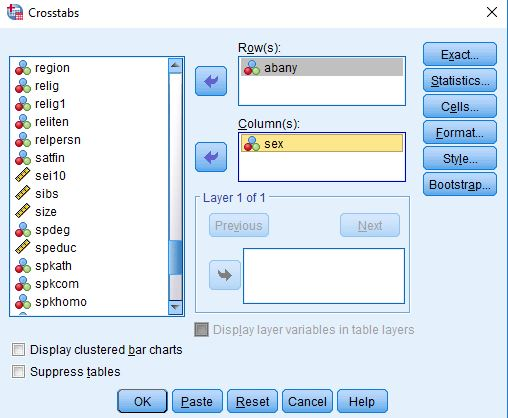 Crosstabs
region
relig
relig1
reliten
relpersn
satfin
sei10
sibs
size
spdeg
speduc
spkath
spkcom
spkhomo
Row(s):
abany
Column(s):
sex
Layer 1 of 1
Previous Next
Display layer variables in table layers
Exact...
Statistics...
Cells...
Format...
Style...
Bootstrap...
Display clustered bar charts
Suppress tables
OK Paste Reset Cancel Help